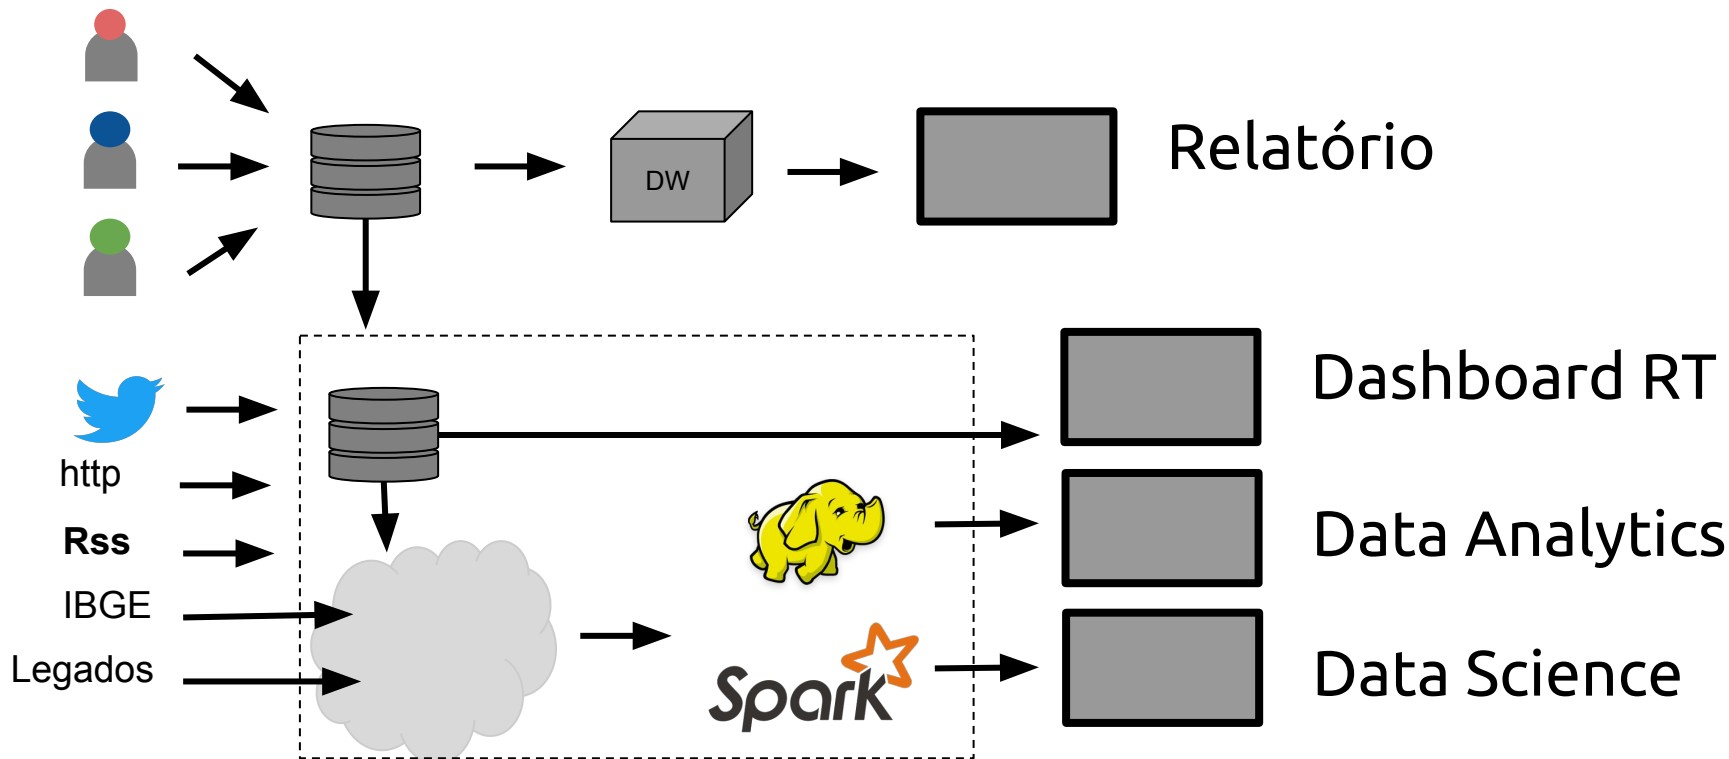 DW
Relatório
Dashboard RT
http
Rss
Data Analytics
IBGE
Legados
Spark
Data Science